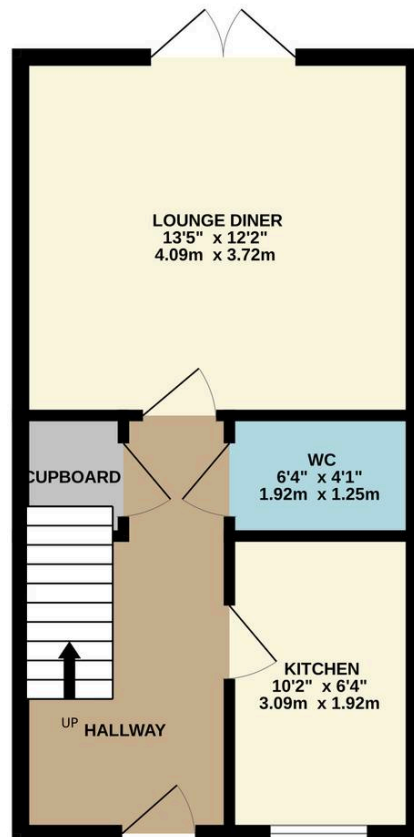 LOUNGE DINER
13'5" x 12'2"
4.09m x 3.72m
CUPBOARD
WC
6'4" x 4'1"
1.92m x 1.25m
KITCHEN
10'2" x 6'4"
3.09m x 1.92m
UP
HALLWAY